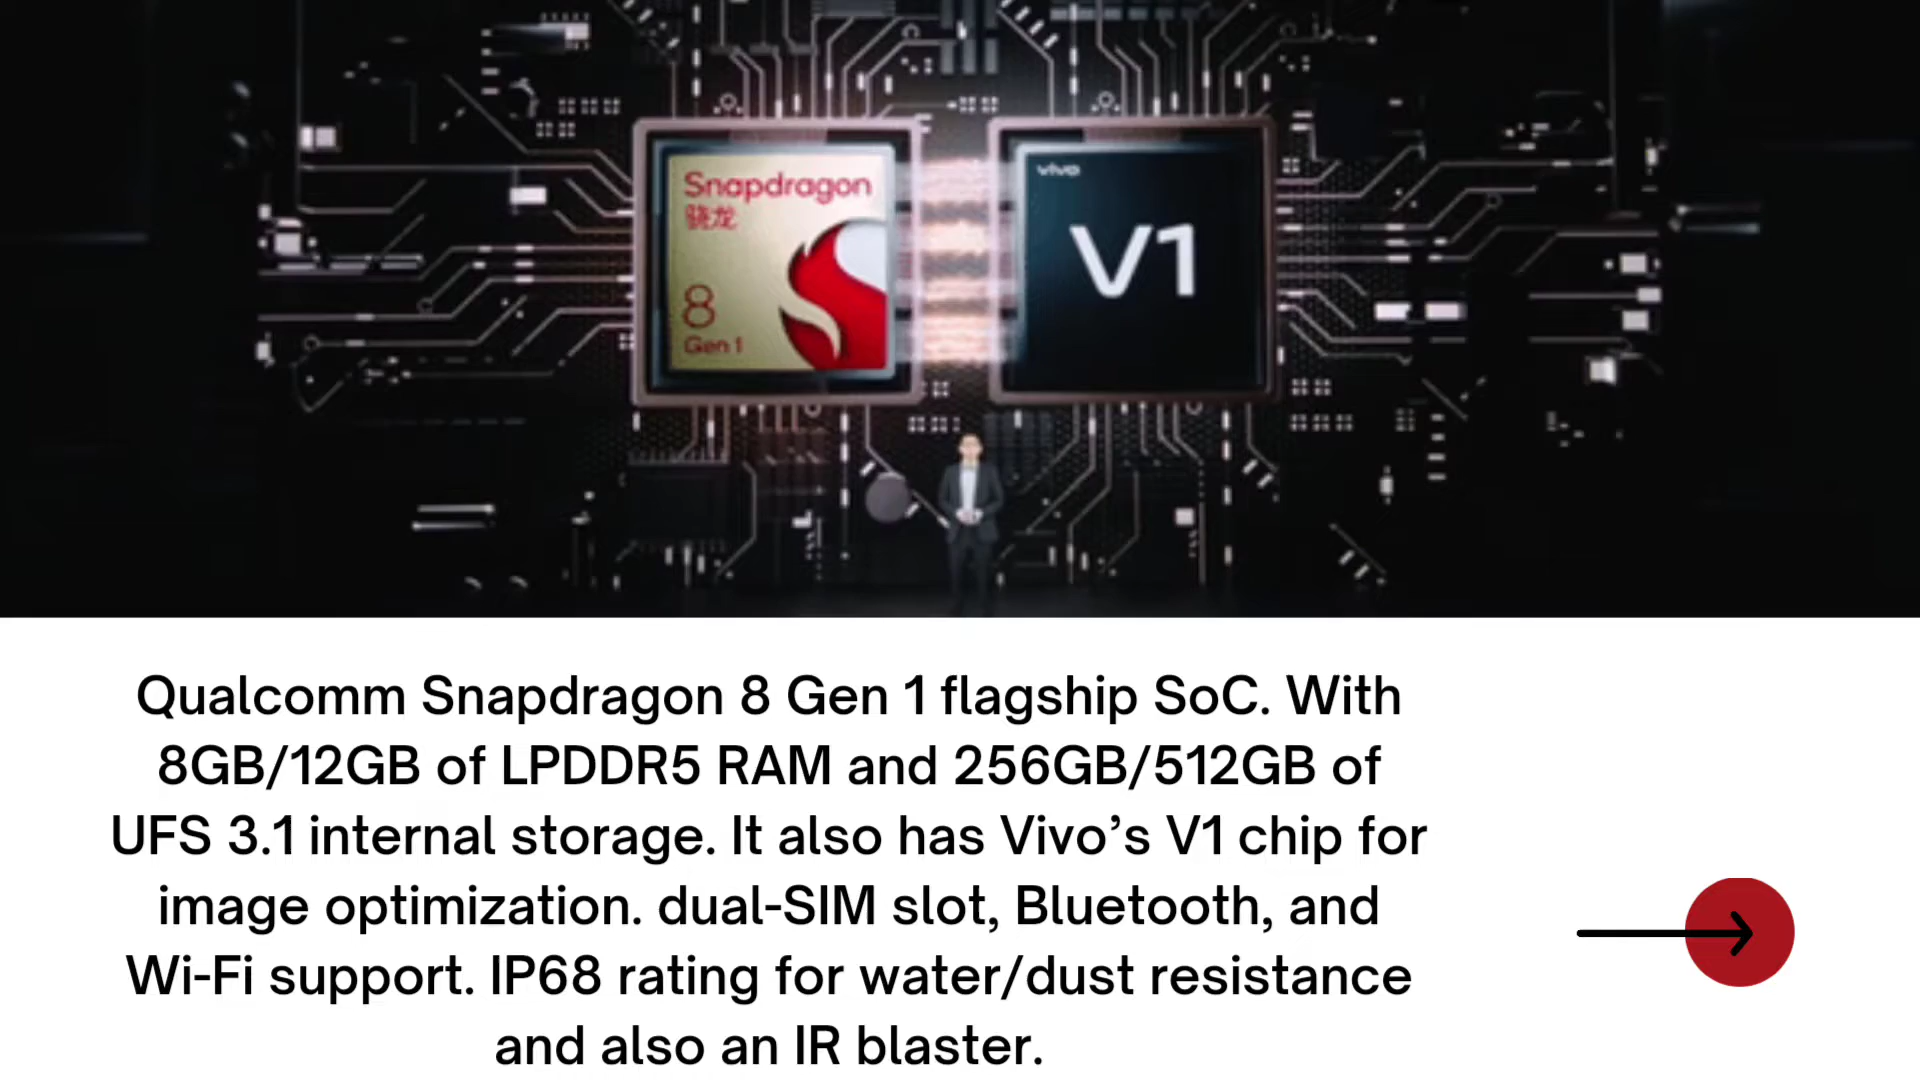 Snapdragon
骁龙
8
Gen 1
vivo
V1
Qualcomm Snapdragon 8 Gen 1 flagship SoC. With
8GB/12GB of LPDDR5 RAM and 256GB/512GB of
UFS 3.1 internal storage. It also has Vivo’s V1 chip for
image optimization. dual-SIM slot, Bluetooth, and
Wi-Fi support. IP68 rating for water/dust resistance
and also an IR blaster.